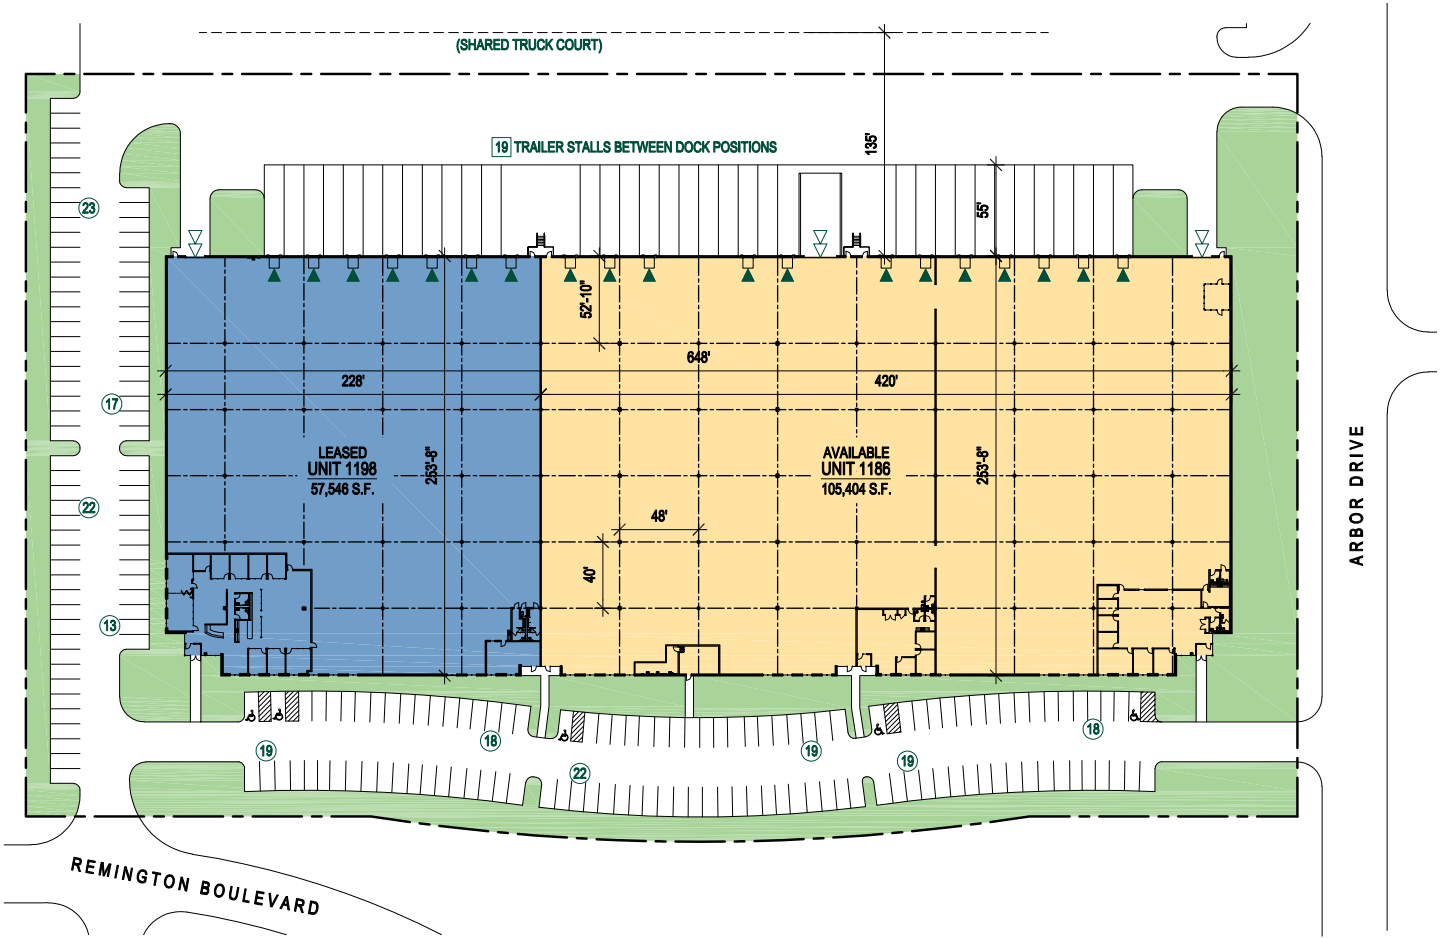 (SHARED TRUCK COURT)
135'
19 TRAILER STALLS BETWEEN DOCK POSITIONS
23
55'
52'-10"
648'
228'
420'
17
LEASED
UNIT 1198
57,546 S.F.
253'-8"
AVAILABLE
UNIT 1186
105,404 S.F.
253'-8"
22
48'
40'
13
19
18
22
19
19
18
ARBOR DRIVE
REMINGTON BOULEVARD